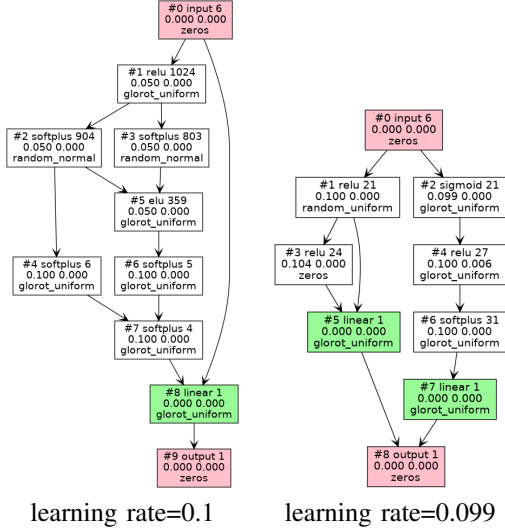 #0 input 6
0.000 0.000
zeros
#1 relu 1024
0.050 0.000
glorot_uniform
#2 softplus 904
0.050 0.000
random_normal
#3 softplus 803
0.050 0.000
random_normal
#5 elu 359
0.050 0.000
glorot_uniform
#4 softplus 6
0.100 0.000
glorot_uniform
#6 softplus 5
0.100 0.000
glorot_uniform
#7 softplus 4
0.100 0.000
glorot_uniform
#8 linear 1
0.000 0.000
glorot_uniform
#9 output 1
0.000 0.000
zeros
learning rate=0.1
#0 input 6
0.000 0.000
zeros
#1 relu 21
0.100 0.000
random_uniform
#2 sigmoid 21
0.099 0.000
glorot_uniform
#3 relu 24
0.104 0.000
zeros
#4 relu 27
0.100 0.006
glorot_uniform
#5 linear 1
0.000 0.000
glorot_uniform
#6 softplus 31
0.100 0.000
glorot_uniform
#7 linear 1
0.000 0.000
glorot_uniform
#8 output 1
0.000 0.000
zeros
learning rate=0.099